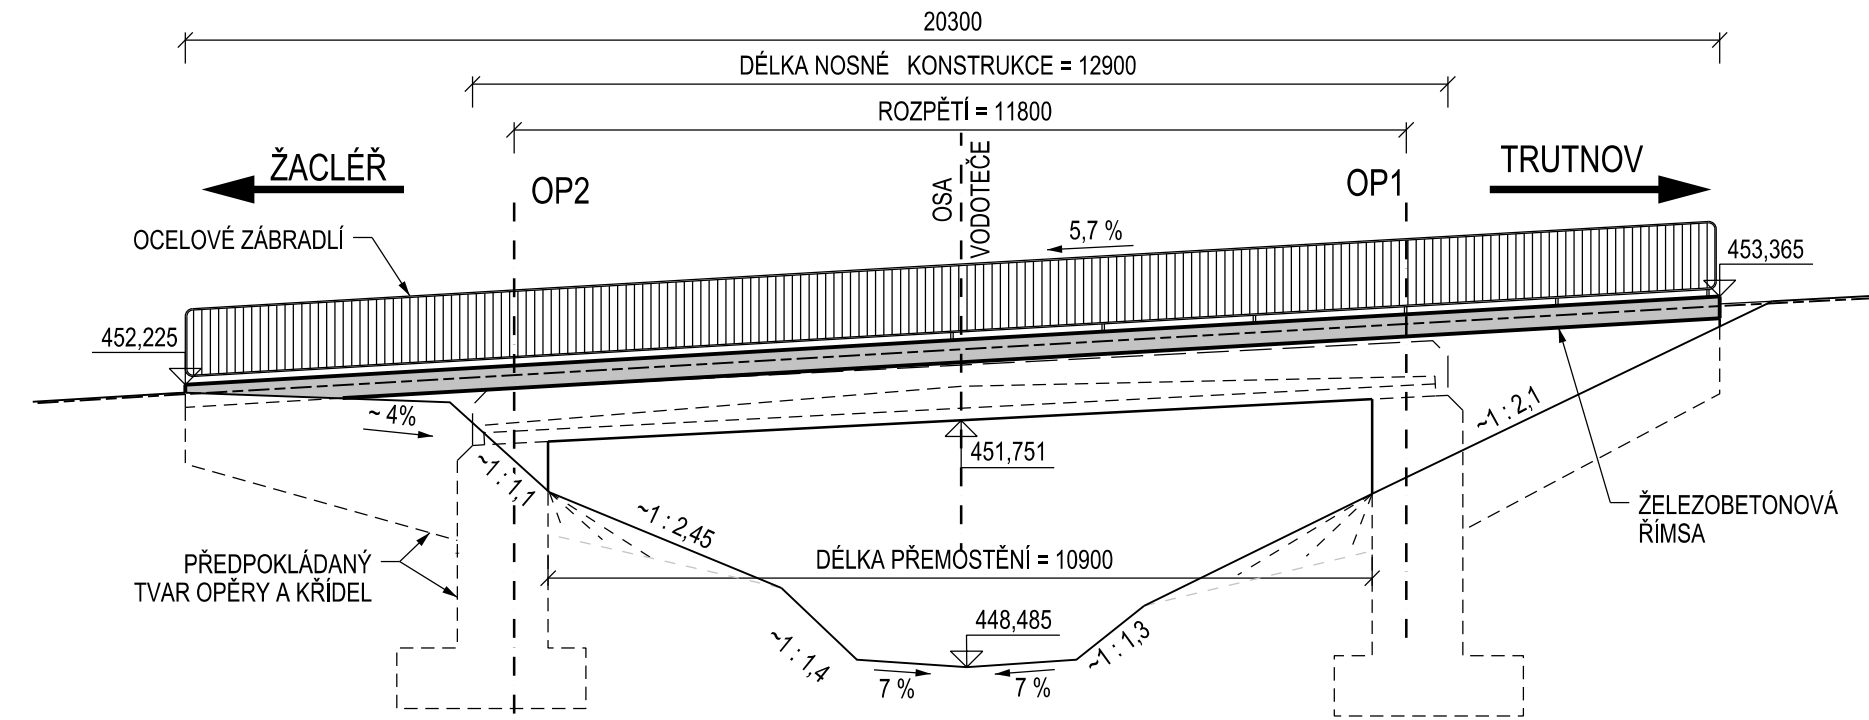 20300
DÉLKA NOSNÉ KONSTRUKCE = 12900
ROZPĚTÍ = 11800
ŽACLÉŘ
TRUTNOV
OP2
OSA
VODOTEČE
OP1
OCELOVÉ ZÁBRADLÍ
5,7 %
453,365
452,225
~ 4%
~1 : 2,1
451,751
~1 : 1,1
~1 : 2,45
ŽELEZOBETONOVÁ
ŘÍMSA
PŘEDPOKLÁDANÝ
TVAR OPĚRY A KŘÍDEL
DÉLKA PŘEMOSTĚNÍ = 10900
448,485
~1 : 1,4
~1 : 1,3
7 %
7 %